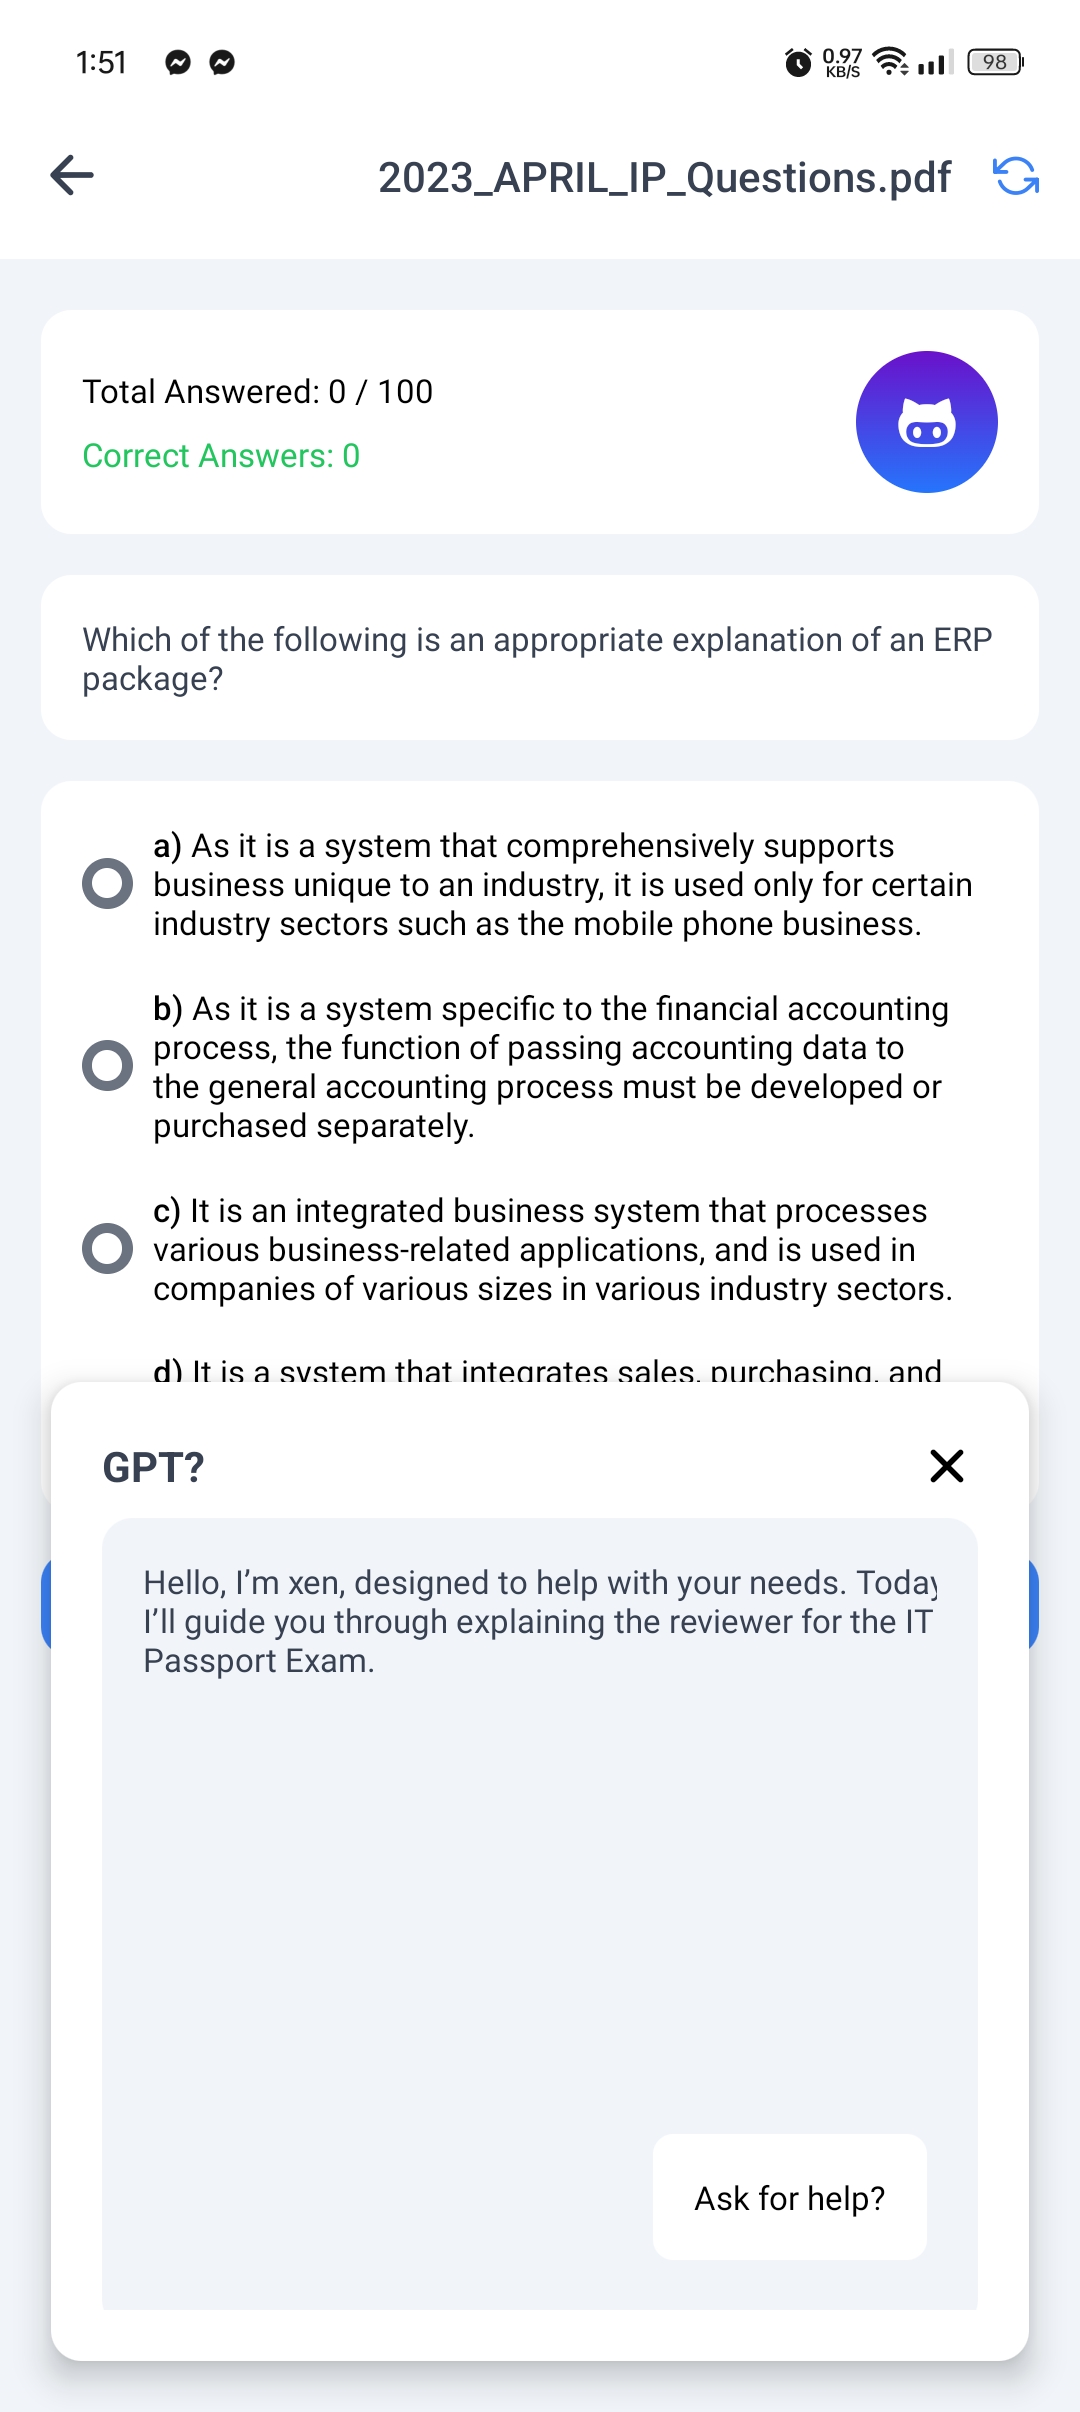 1:51
0.97
KB/S
98
2023_APRIL_IP_Questions.pdf
Total Answered: 0 / 100
Correct Answers: 0
Which of the following is an appropriate explanation of an ERP
package?
a) As it is a system that comprehensively supports
business unique to an industry, it is used only for certain
industry sectors such as the mobile phone business.
b) As it is a system specific to the financial accounting
process, the function of passing accounting data to
the general accounting process must be developed or
purchased separately.
c) It is an integrated business system that processes
various business-related applications, and is used in
companies of various sizes in various industry sectors.
d) It is a system that integrates sales, purchasing, and
GPT?
Hello, I'm xen, designed to help with your needs. Today
I'll guide you through explaining the reviewer for the IT
Passport Exam.
Ask for help?